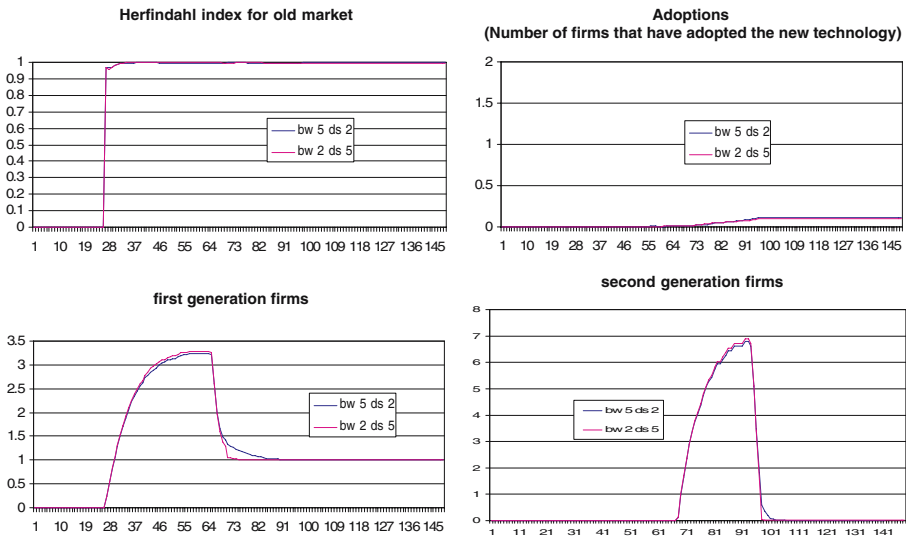 Herfindahl index for old market
1
0.9
0.8
0.7
0.6
0.5
0.4
0.3
0.2
0.1
0
bw 5 ds 2
bw 2 ds 5
1 10 19 28 37 46 55 64 73 82 91 100 109 118 127 136 145
Adoptions
(Number of firms that have adopted the new technology)
2
1.5
1
0.5
0
bw 5 ds 2
bw 2 ds 5
1 10 19 28 37 46 55 64 73 82 91 100 109 118 127 136 145
first generation firms
3.5
3
2.5
2
1.5
1
0.5
0
bw 5 ds 2
bw 2 ds 5
1 10 19 28 37 46 55 64 73 82 91 100 109 118 127 136 145
second generation firms
8
7
6
5
4
3
2
1
0
bw 5 ds 2
bw 2 ds 5
1 11 21 31 41 51 61 71 81 91 101 111 121 131 141